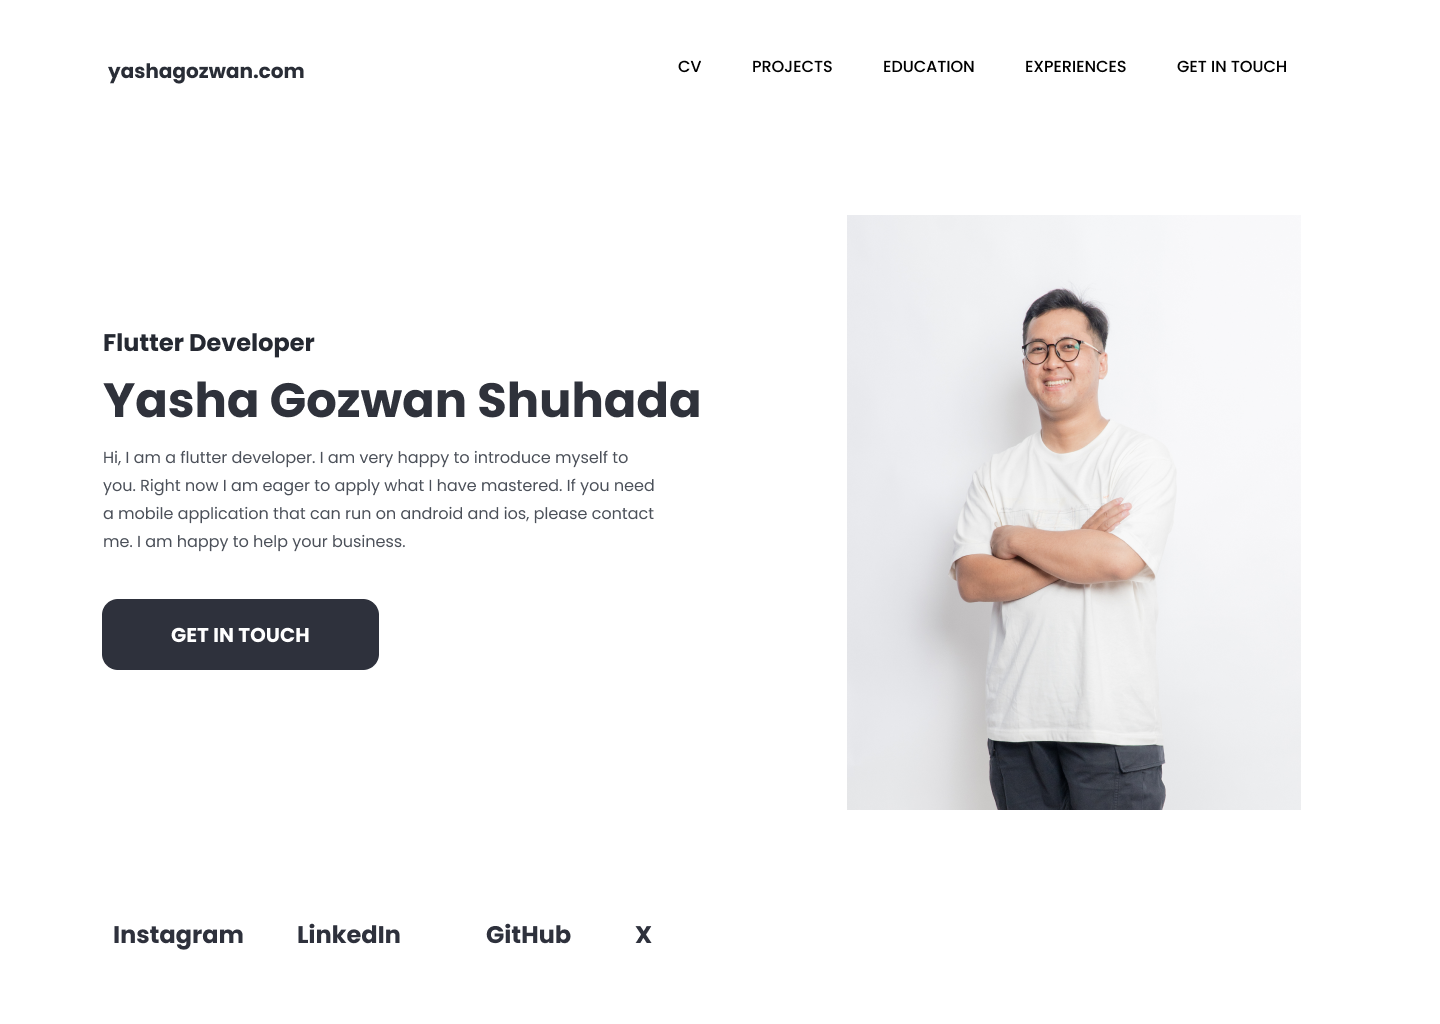 yashagozwan.com
CV PROJECTS EDUCATION EXPERIENCES GET IN TOUCH
Flutter Developer
Yasha Gozwan Shuhada
Hi, I am a flutter developer. I am very happy to introduce myself to
you. Right now I am eager to apply what I have mastered. If you need
a mobile application that can run on android and ios, please contact
me. I am happy to help your business.
GET IN TOUCH
Instagram LinkedIn GitHub X